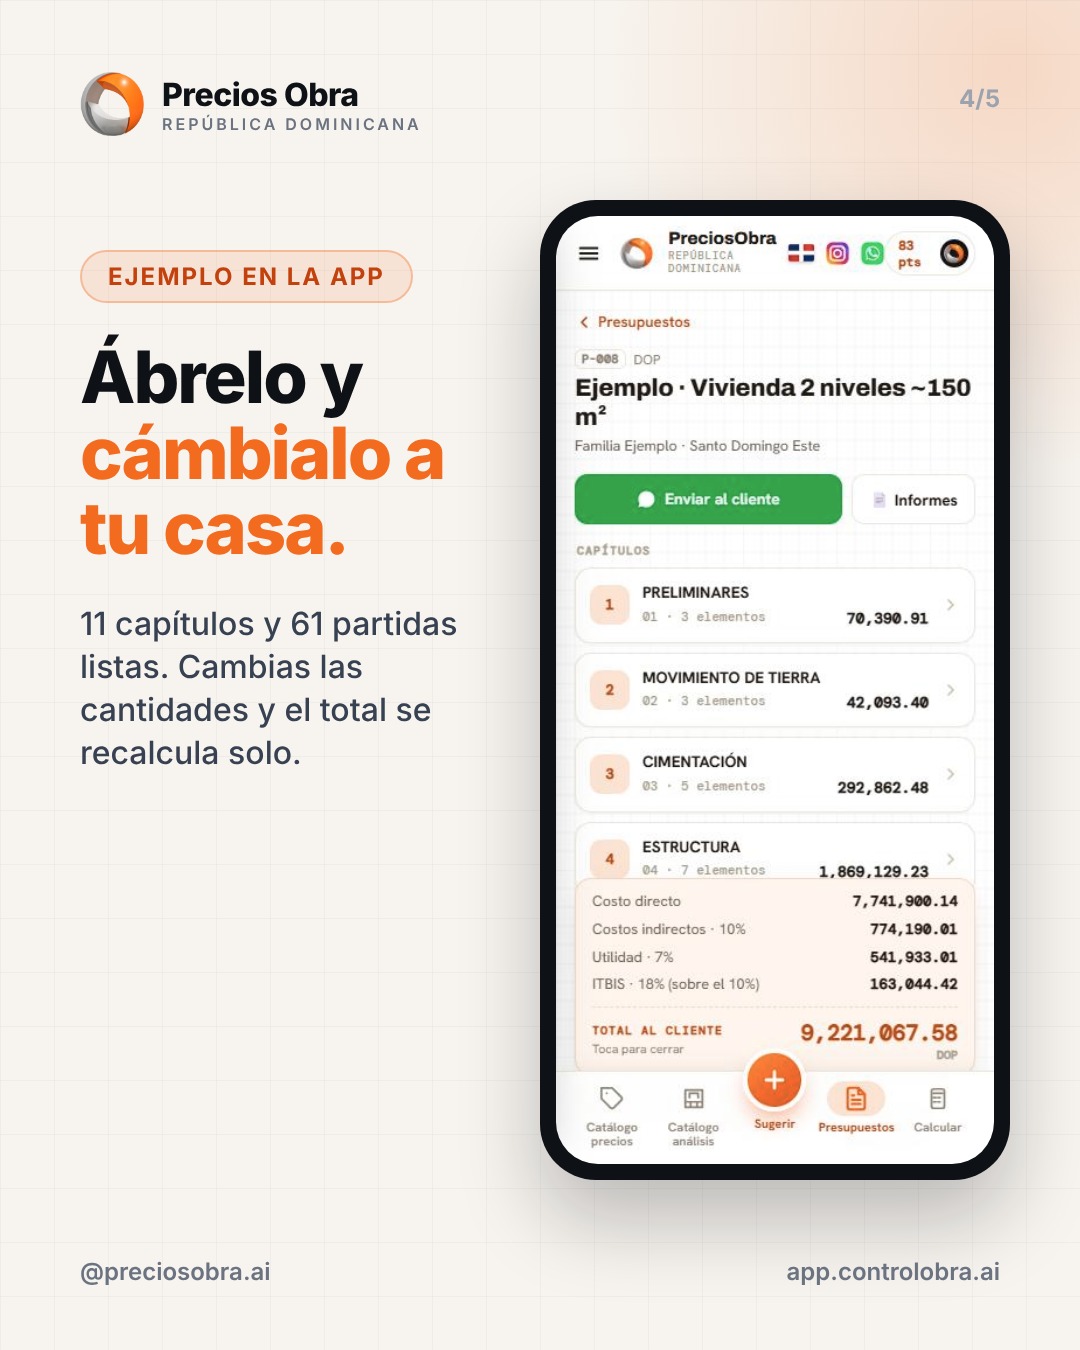 Precios Obra
REPÚBLICA DOMINICANA
4/5
EJEMPLO EN LA APP
Ábrelo y
cámbialo a
tu casa.
11 capítulos y 61 partidas
listas. Cambias las
cantidades y el total se
recalcula solo.
PreciosObra
REPÚBLICA
DOMINICANA
83
pts
Presupuestos
P-008 DOP
Ejemplo · Vivienda 2 niveles ~150
m²
Familia Ejemplo · Santo Domingo Este
Enviar al cliente
Informes
CAPÍTULOS
1 PRELIMINARES
01 · 3 elementos 70,390.91
2 MOVIMIENTO DE TIERRA
02 · 3 elementos 42,093.40
3 CIMENTACIÓN
03 · 5 elementos 292,862.48
4 ESTRUCTURA
04 · 7 elementos 1,869,129.23
Costo directo 7,741,900.14
Costos indirectos · 10% 774,190.01
Utilidad · 7% 541,933.01
ITBIS · 18% (sobre el 10%) 163,044.42
TOTAL AL CLIENTE 9,221,067.58
Toca para cerrar DOP
Catálogo
precios
Catálogo
análisis
Sugerir
Presupuestos
Calcular
@preciosobra.ai
app.controlobra.ai